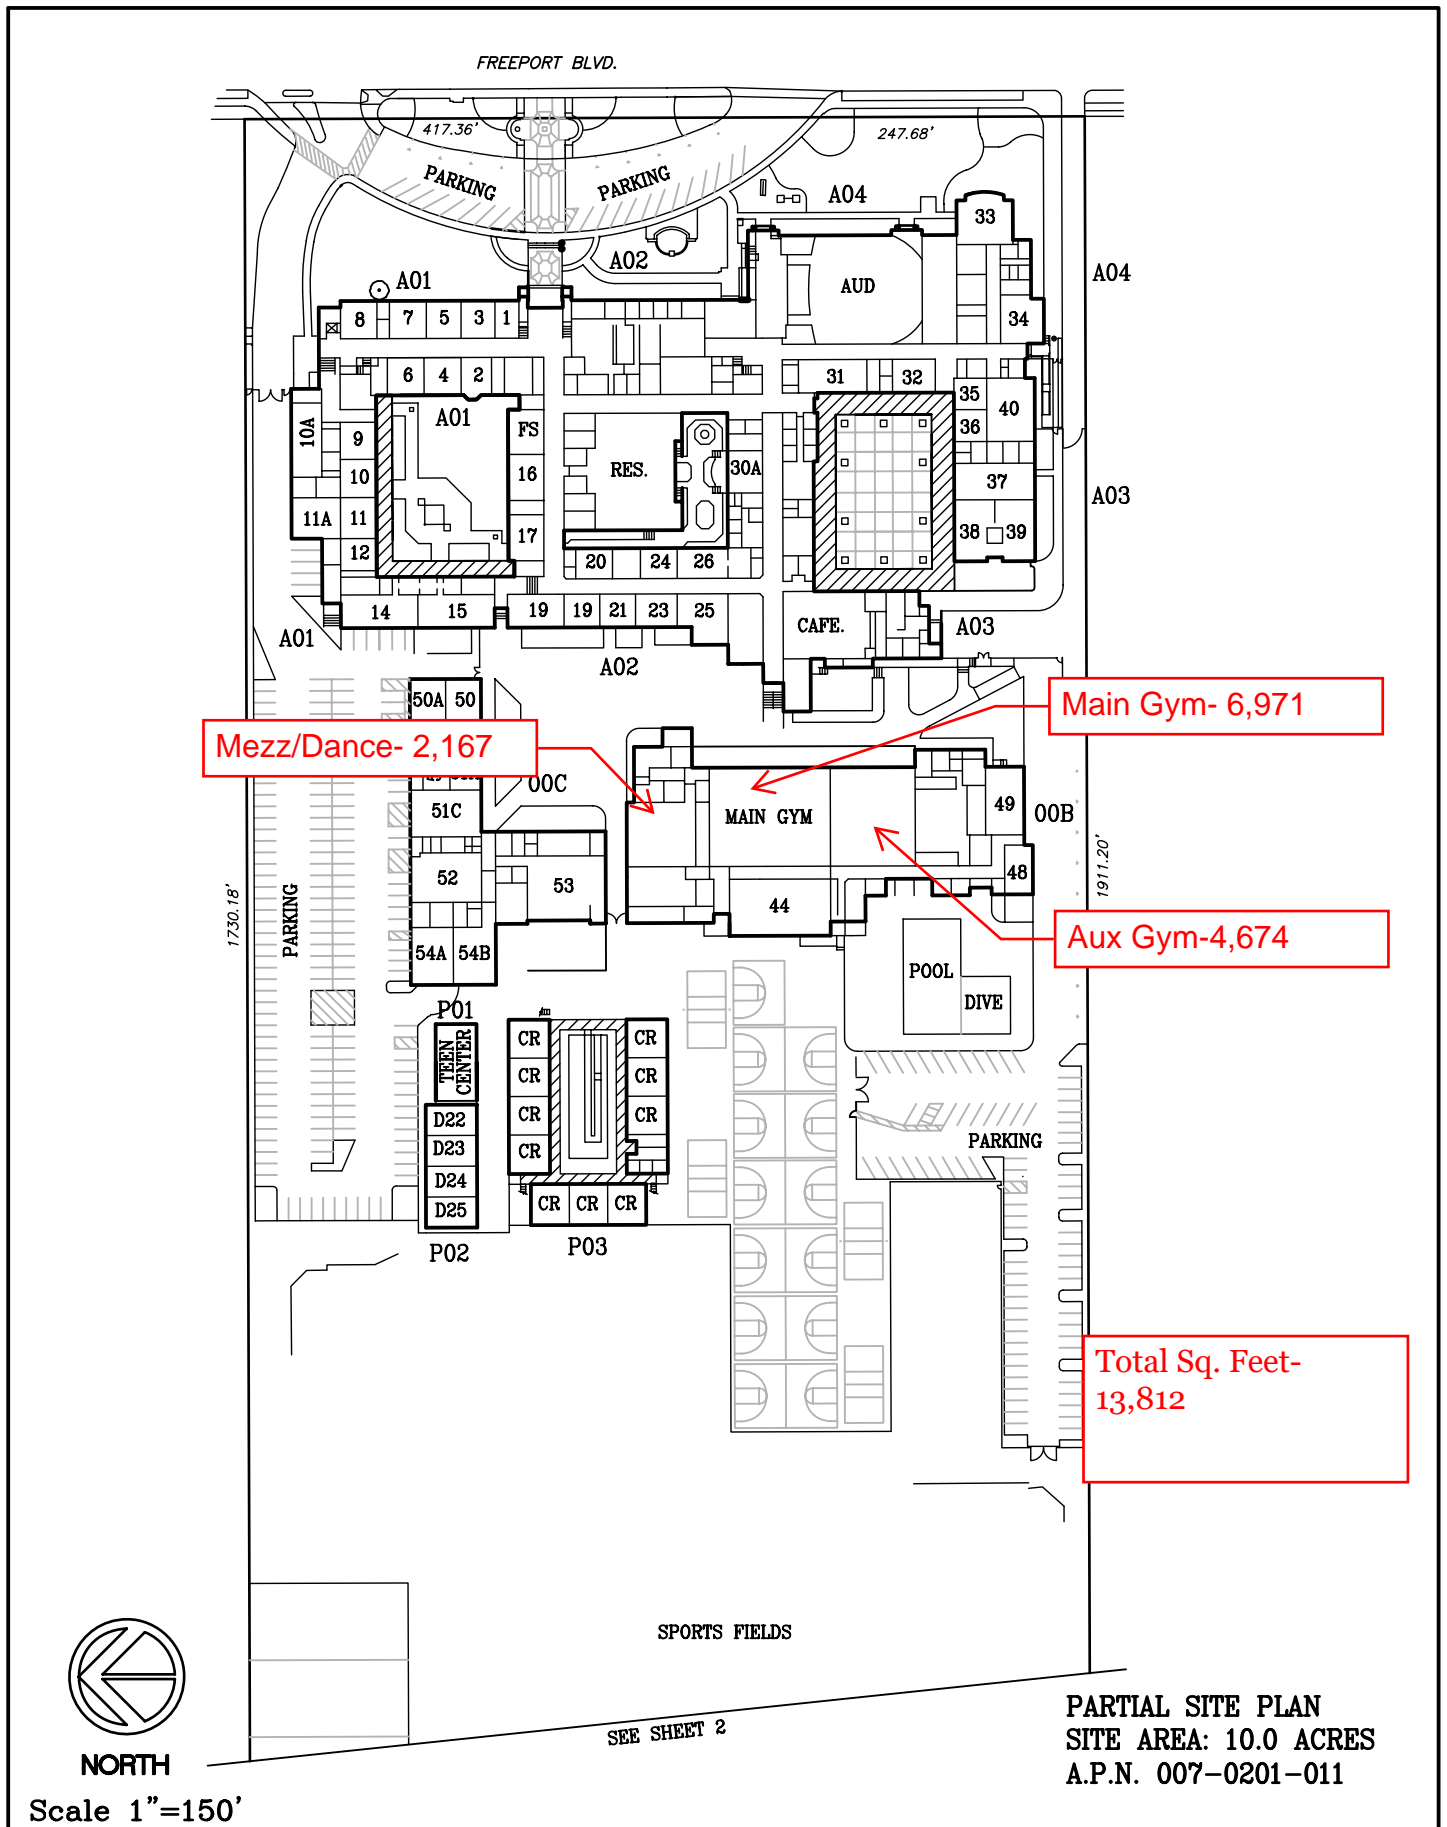 FREEPORT BLVD.
417.36'
247.68'
PARKING
PARKING
A04
33
A02
A01
AUD
A04
8
7
5
3
1
34
6
4
2
31
32
35
40
10A
A01
FS
36
9
RES.
30A
16
10
37
A03
11A
11
17
38
39
12
20
24
26
14
15
19
19
21
23
25
CAFE.
A03
A01
A02
50A
50
Main Gym- 6,971
Mezz/Dance- 2,167
00C
51C
MAIN GYM
49
00B
52
53
48
1730.18'
PARKING
44
1911.20'
54A
54B
Aux Gym-4,674
POOL
DIVE
P01
TEEN
CENTER
CR
CR
CR
CR
CR
CR
CR
D22
D23
D24
D25
PARKING
CR
CR
CR
P02
P03
Total Sq. Feet-
13,812
SPORTS FIELDS
SEE SHEET 2
NORTH
Scale 1"=150'
PARTIAL SITE PLAN
SITE AREA: 10.0 ACRES
A.P.N. 007-0201-011